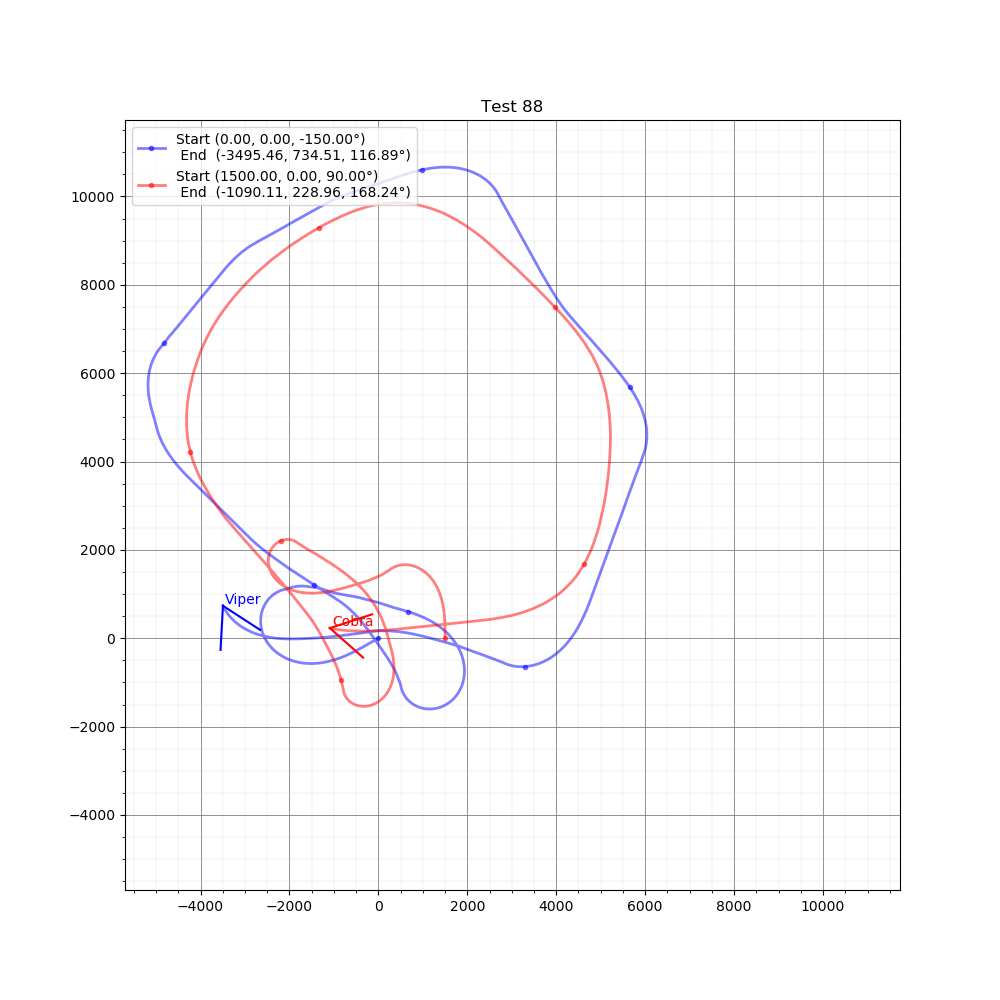 Test 88
Start (0.00, 0.00, -150.00°)
End  (-3495.46, 734.51, 116.89°)
Start (1500.00, 0.00, 90.00°)
End  (-1090.11, 228.96, 168.24°)
10000
8000
6000
4000
2000
0
−2000
−4000
Viper
Cobra
−4000 −2000 0 2000 4000 6000 8000 10000